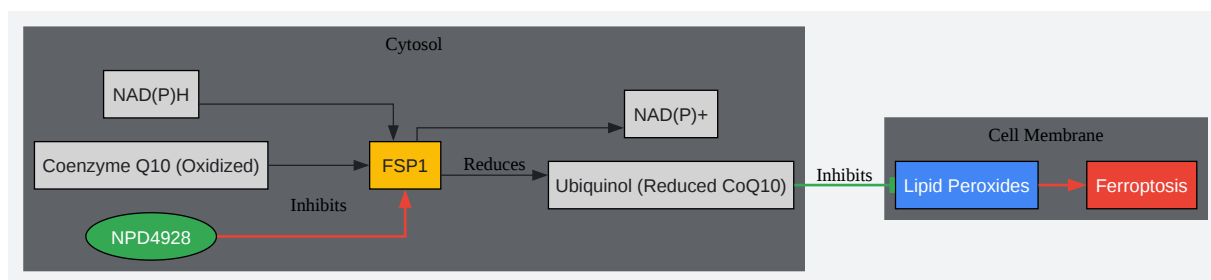 Cytosol
NAD(P)H
NAD(P)+
Coenzyme Q10 (Oxidized)
FSP1
Reduces
Ubiquinol (Reduced CoQ10)
Inhibits
NPD4928
Inhibits
Cell Membrane
Lipid Peroxides
Ferroptosis